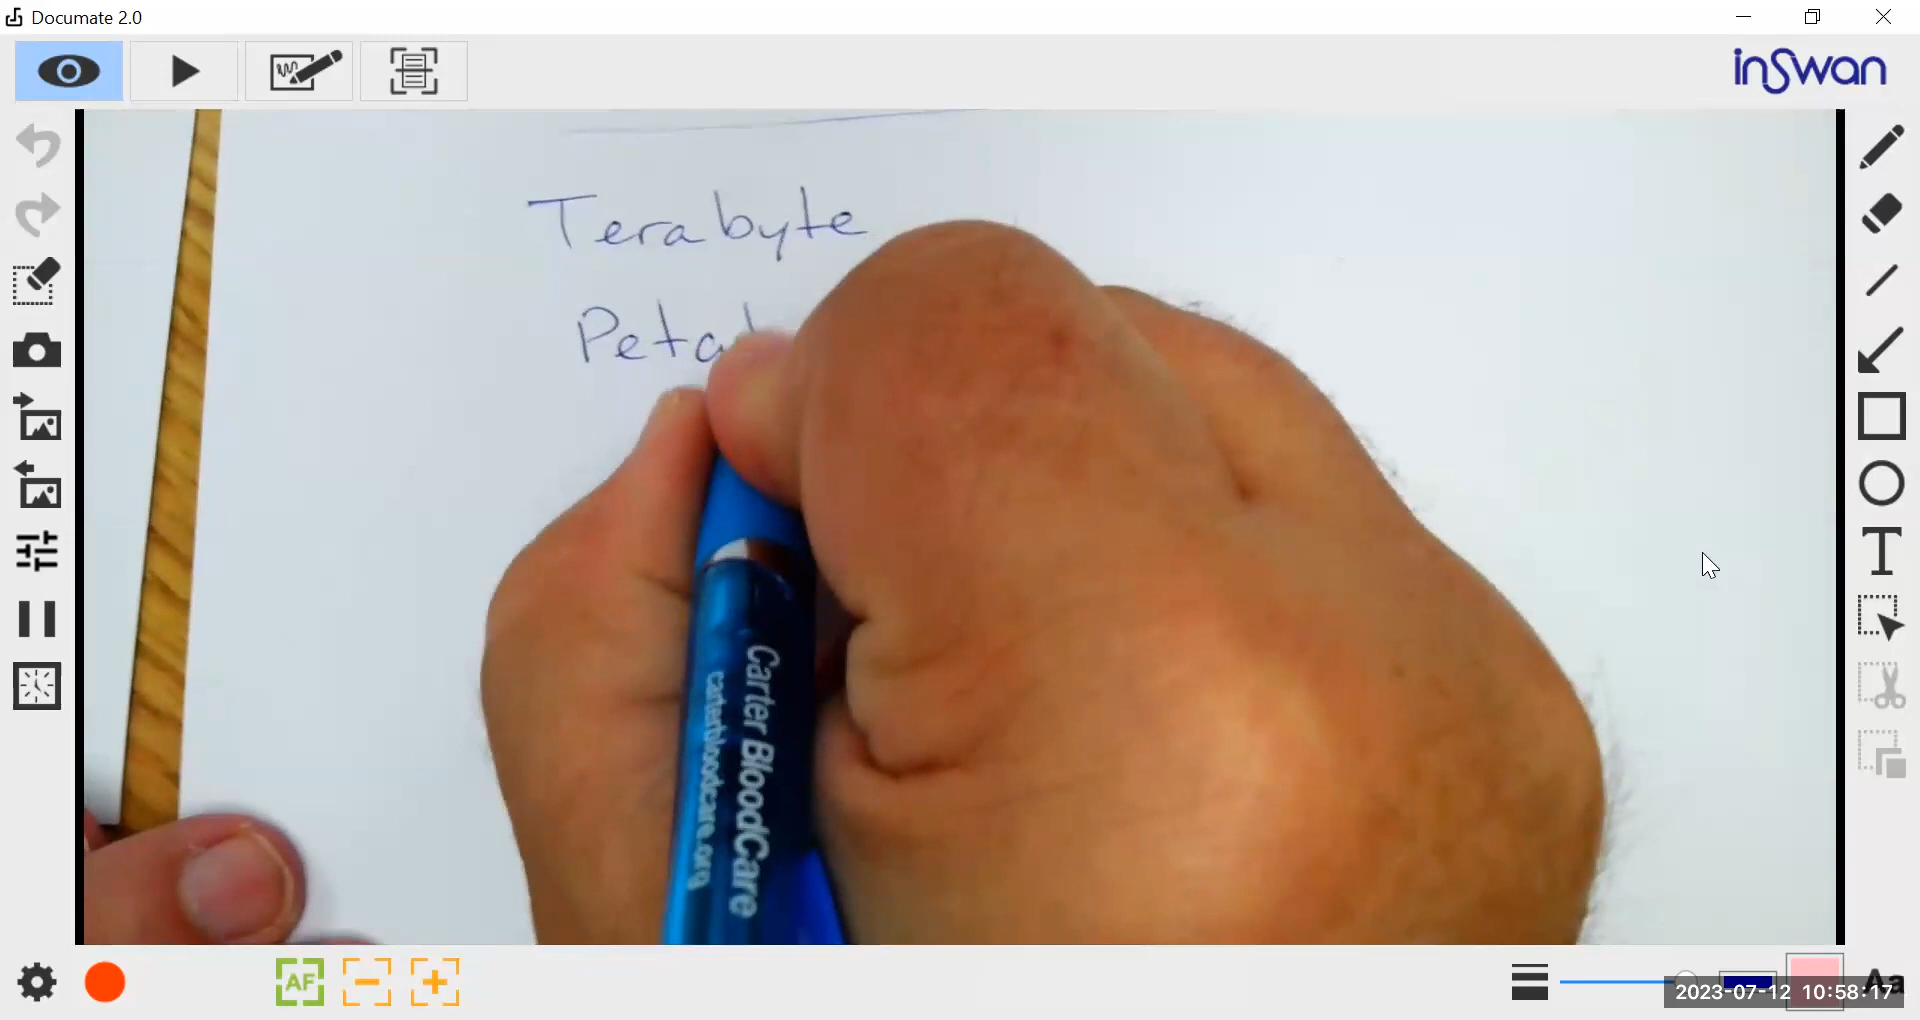 Documate 2.0
inSwan
Terabyte
Peta
Carter BloodCare
carterbloodcare.org
AF
T
Aa
2023-07-12 10:58:17